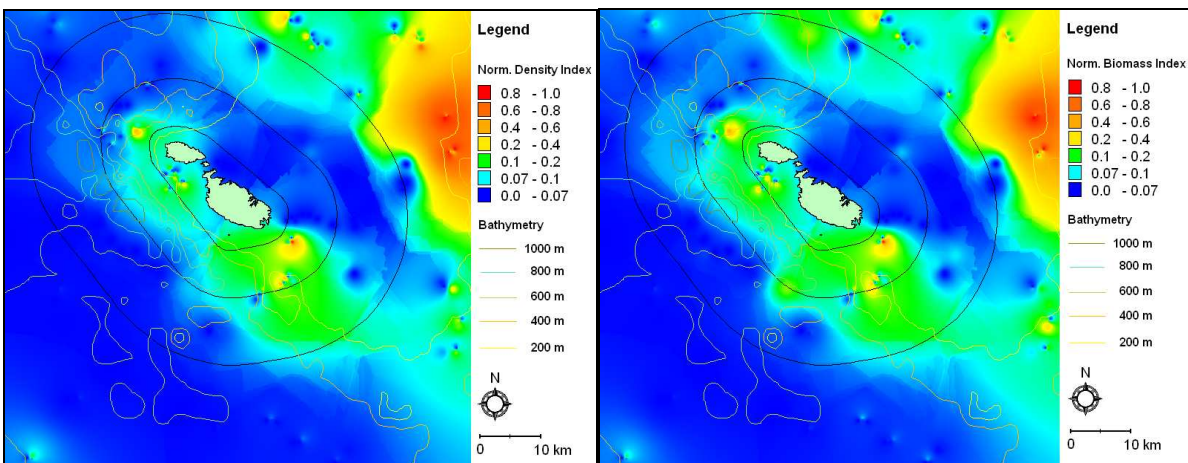 Legend
Norm. Density Index
0.8 - 1.0
0.6 - 0.8
0.4 - 0.6
0.2 - 0.4
0.1 - 0.2
0.07 - 0.1
0.0 - 0.07
Bathymetry
1000 m
800 m
600 m
400 m
200 m
N
0 10 km
Legend
Norm. Biomass Index
0.8 - 1.0
0.6 - 0.8
0.4 - 0.6
0.2 - 0.4
0.1 - 0.2
0.07 - 0.1
0.0 - 0.07
Bathymetry
1000 m
800 m
600 m
400 m
200 m
N
0 10 km